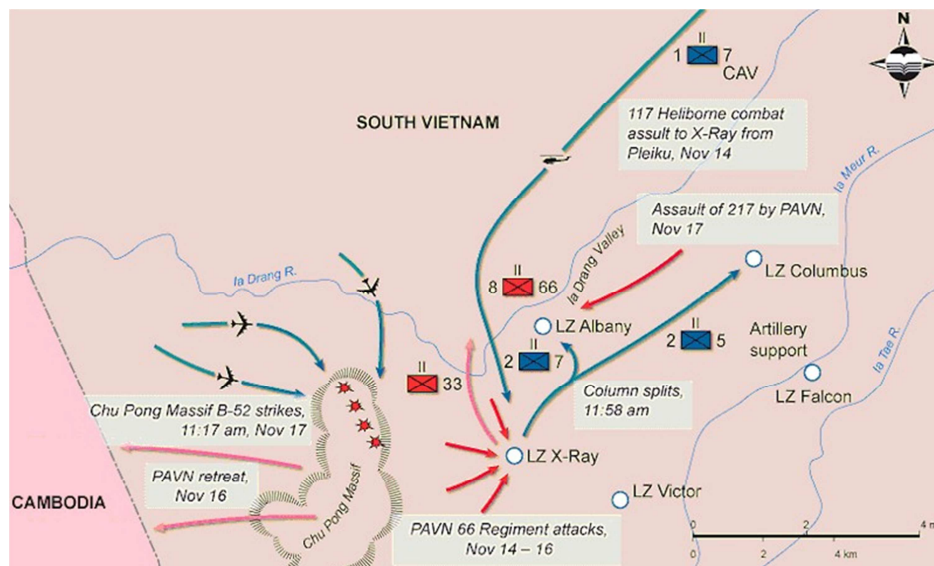 N
II
1 7
CAV
117 Heliborne combat
assult to X-Ray from
Pleiku, Nov 14
SOUTH VIETNAM
Ia Meur R.
Assault of 217 by PAVN,
Nov 17
Ia Drang Valley
Ia Drang R.
LZ Columbus
II
8 66
LZ Albany
II
2 7
II
2 5
Artillery
support
Ia Tae R.
II
33
Column splits,
11:58 am
LZ Falcon
Chu Pong Massif B-52 strikes,
11:17 am, Nov 17
LZ X-Ray
PAVN retreat,
Nov 16
CAMBODIA
Chu Pong Massif
LZ Victor
PAVN 66 Regiment attacks,
Nov 14 – 16
0 2 4 m
2 4 km